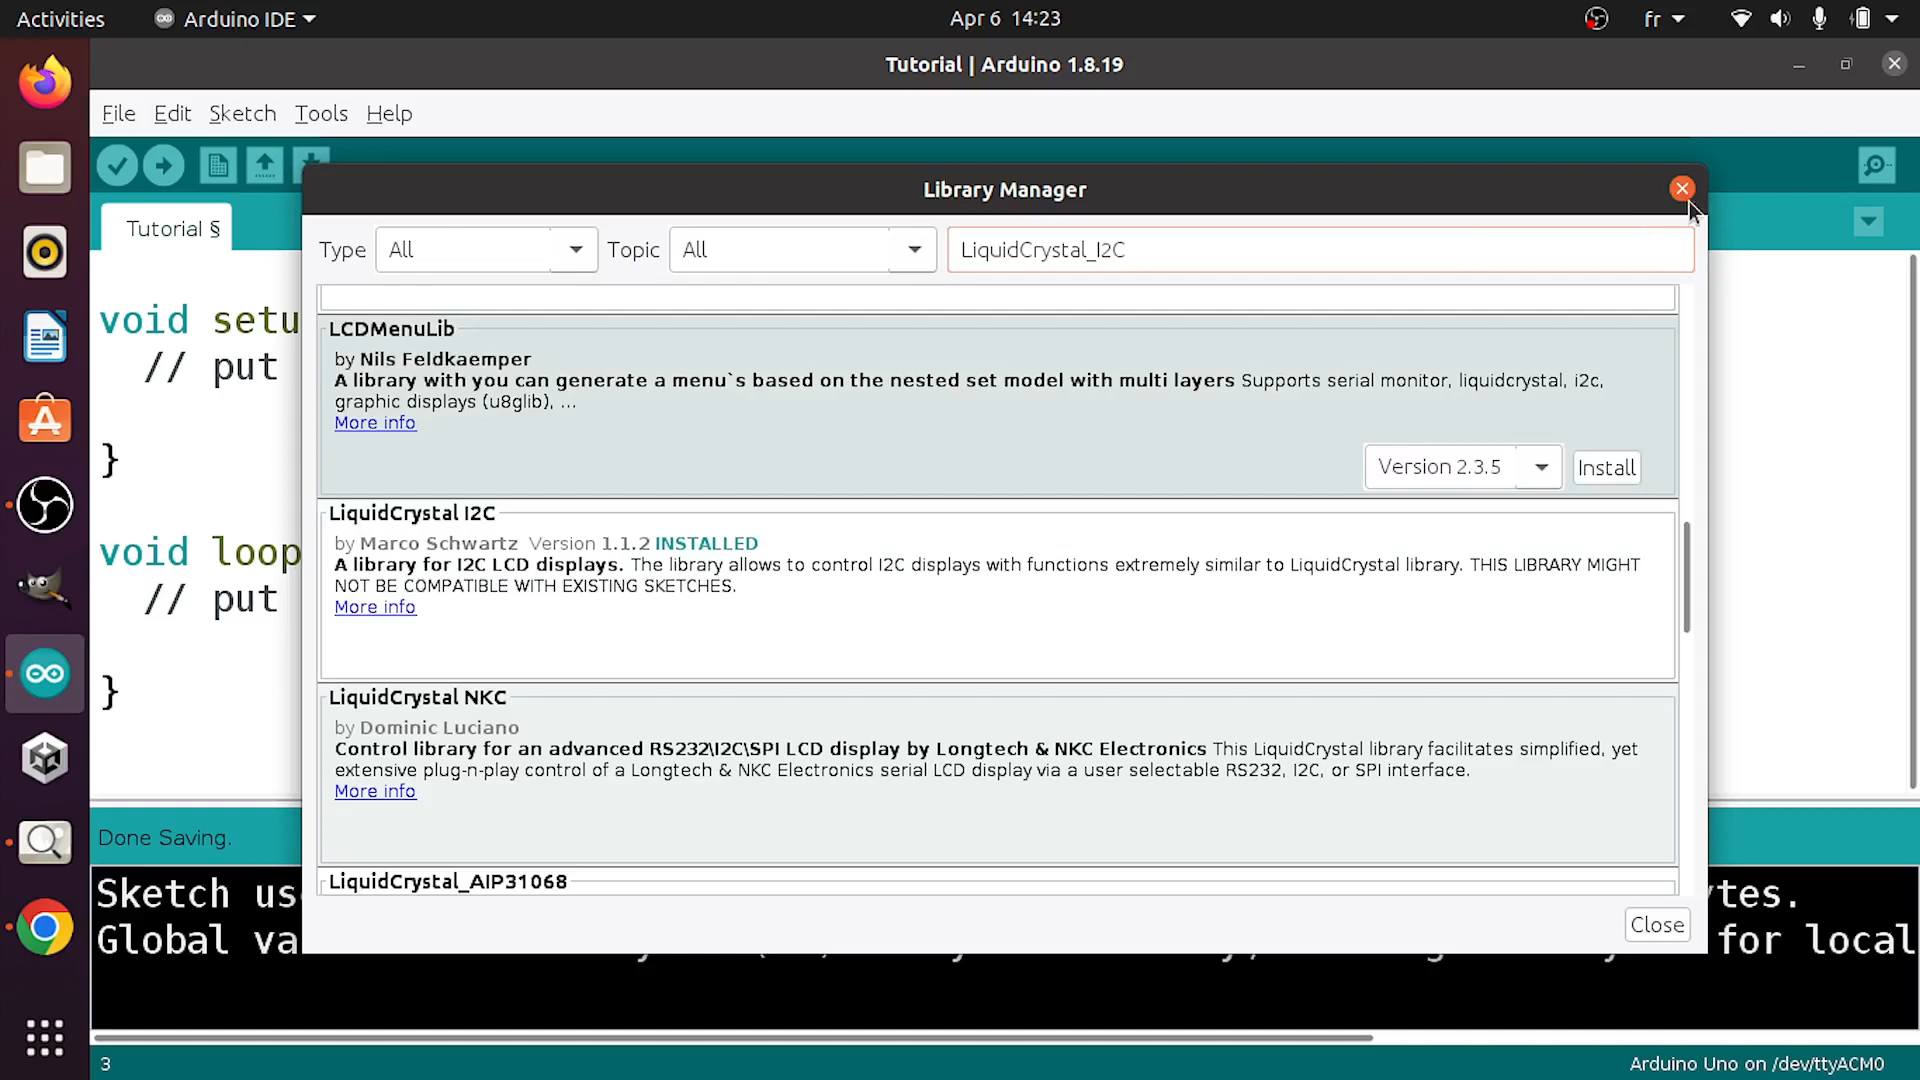 Activities
Arduino IDE
Apr 6 14:23
fr
Tutorial | Arduino 1.8.19
File Edit Sketch Tools Help
Library Manager
Tutorial §
Type All Topic All LiquidCrystal_I2C
void setu
// put
}
void loop
// put
}
LCDMenuLib
by Nils Feldkaemper
A library with you can generate a menu`s based on the nested set model with multi layers Supports serial monitor, liquidcrystal, i2c,
graphic displays (u8glib), ...
More info
Version 2.3.5 Install
LiquidCrystal I2C
by Marco Schwartz Version 1.1.2 INSTALLED
A library for I2C LCD displays. The library allows to control I2C displays with functions extremely similar to LiquidCrystal library. THIS LIBRARY MIGHT
NOT BE COMPATIBLE WITH EXISTING SKETCHES.
More info
LiquidCrystal NKC
by Dominic Luciano
Control library for an advanced RS232\I2C\SPI LCD display by Longtech & NKC Electronics This LiquidCrystal library facilitates simplified, yet
extensive plug-n-play control of a Longtech & NKC Electronics serial LCD display via a user selectable RS232, I2C, or SPI interface.
More info
LiquidCrystal_AIP31068
Close
Done Saving.
Sketch us tes.
Global va for local
3
Arduino Uno on /dev/ttyACM0